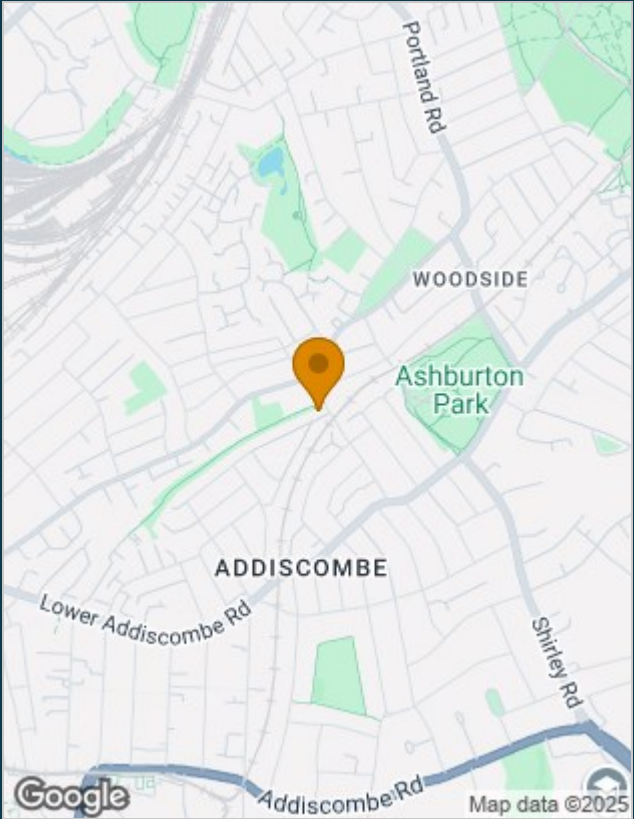 Portland Rd
WOODSIDE
Ashburton
Park
ADDISCOMBE
Lower Addiscombe Rd
Shirley Rd
Addiscombe Rd
Google
Map data ©2025